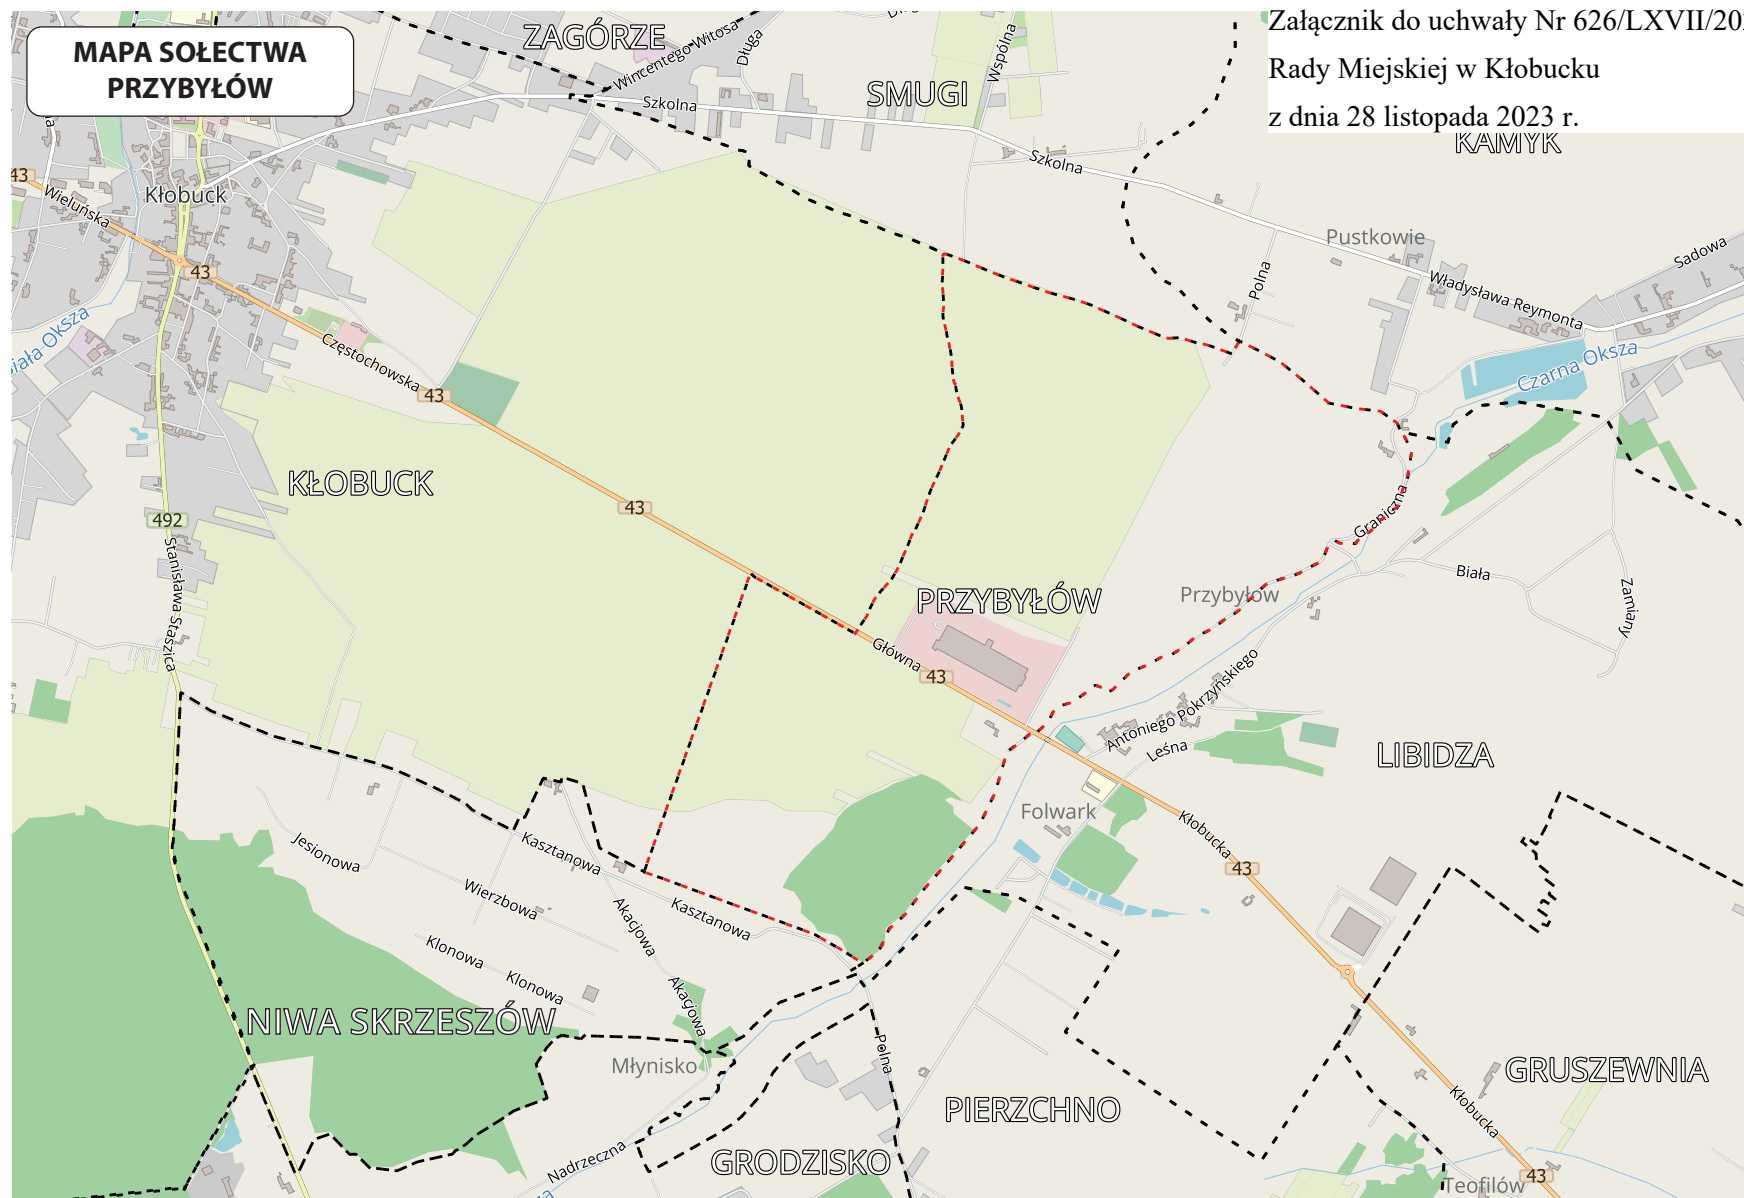 MAPA SOŁECTWA
PRZYBYŁÓW
Załącznik do uchwały Nr 626/LXVII/202
Rady Miejskiej w Kłobucku
z dnia 28 listopada 2023 r.
ZAGÓRZE
Wincentego Witosa
Długa
Wspólna
SMUGI
Szkolna
KAMYK
Szkolna
43
Kłobuck
Wieluńska
Pustkowie
Sadowa
43
Polna
Władysława Reymonta
Biała Oksza
Częstochowska
Czarna Oksza
43
KŁOBUCK
43
492
Graniczna
Stanisława Staszica
Biała
PRZYBYŁÓW
Przybyłów
Zamiany
Główna
43
Antoniego Pokrzyńskiego
Leśna
LIBIDZA
Folwark
Kłobucka
Jesionowa
Kasztanowa
43
Wierzbowa
Kasztanowa
Akacjowa
Klonowa
Klonowa
Akacjowa
NIWA SKRZESZÓW
Młynisko
Polna
GRUSZEWNIA
PIERZCHNO
Kłobucka
GRODZISKO
Nadrzeczna
43
Teofilów